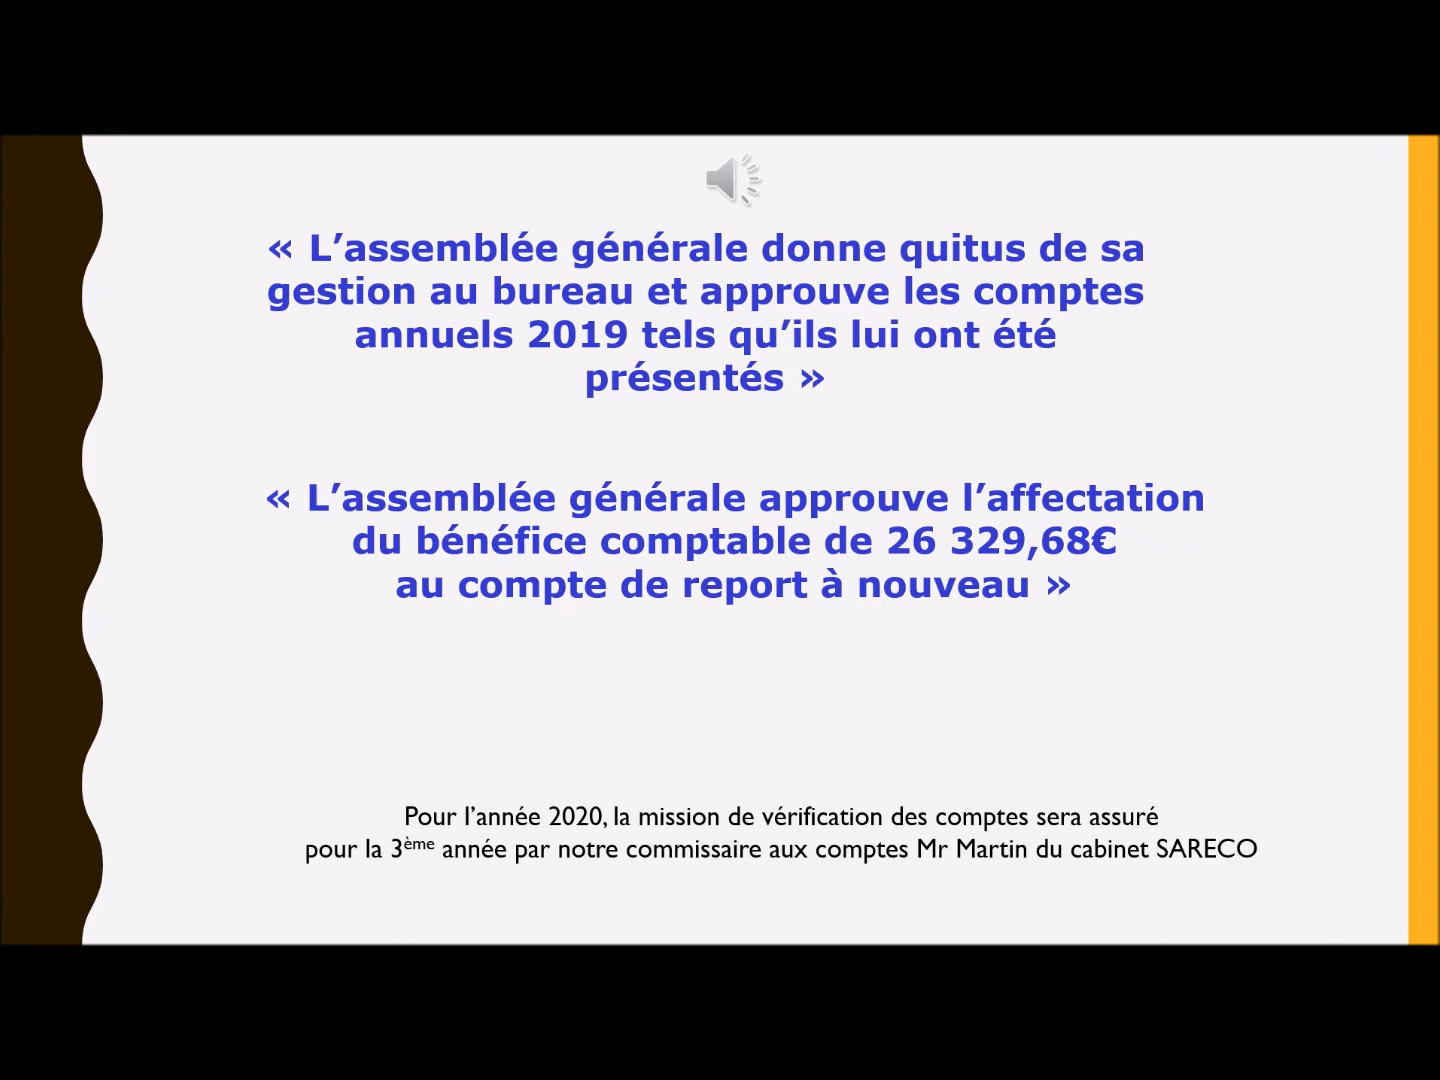 « L’assemblée générale donne quitus de sa
gestion au bureau et approuve les comptes
annuels 2019 tels qu’ils lui ont été
présentés »
« L’assemblée générale approuve l’affectation
du bénéfice comptable de 26 329,68€
au compte de report à nouveau »
Pour l’année 2020, la mission de vérification des comptes sera assuré
pour la 3ème année par notre commissaire aux comptes Mr Martin du cabinet SARECO